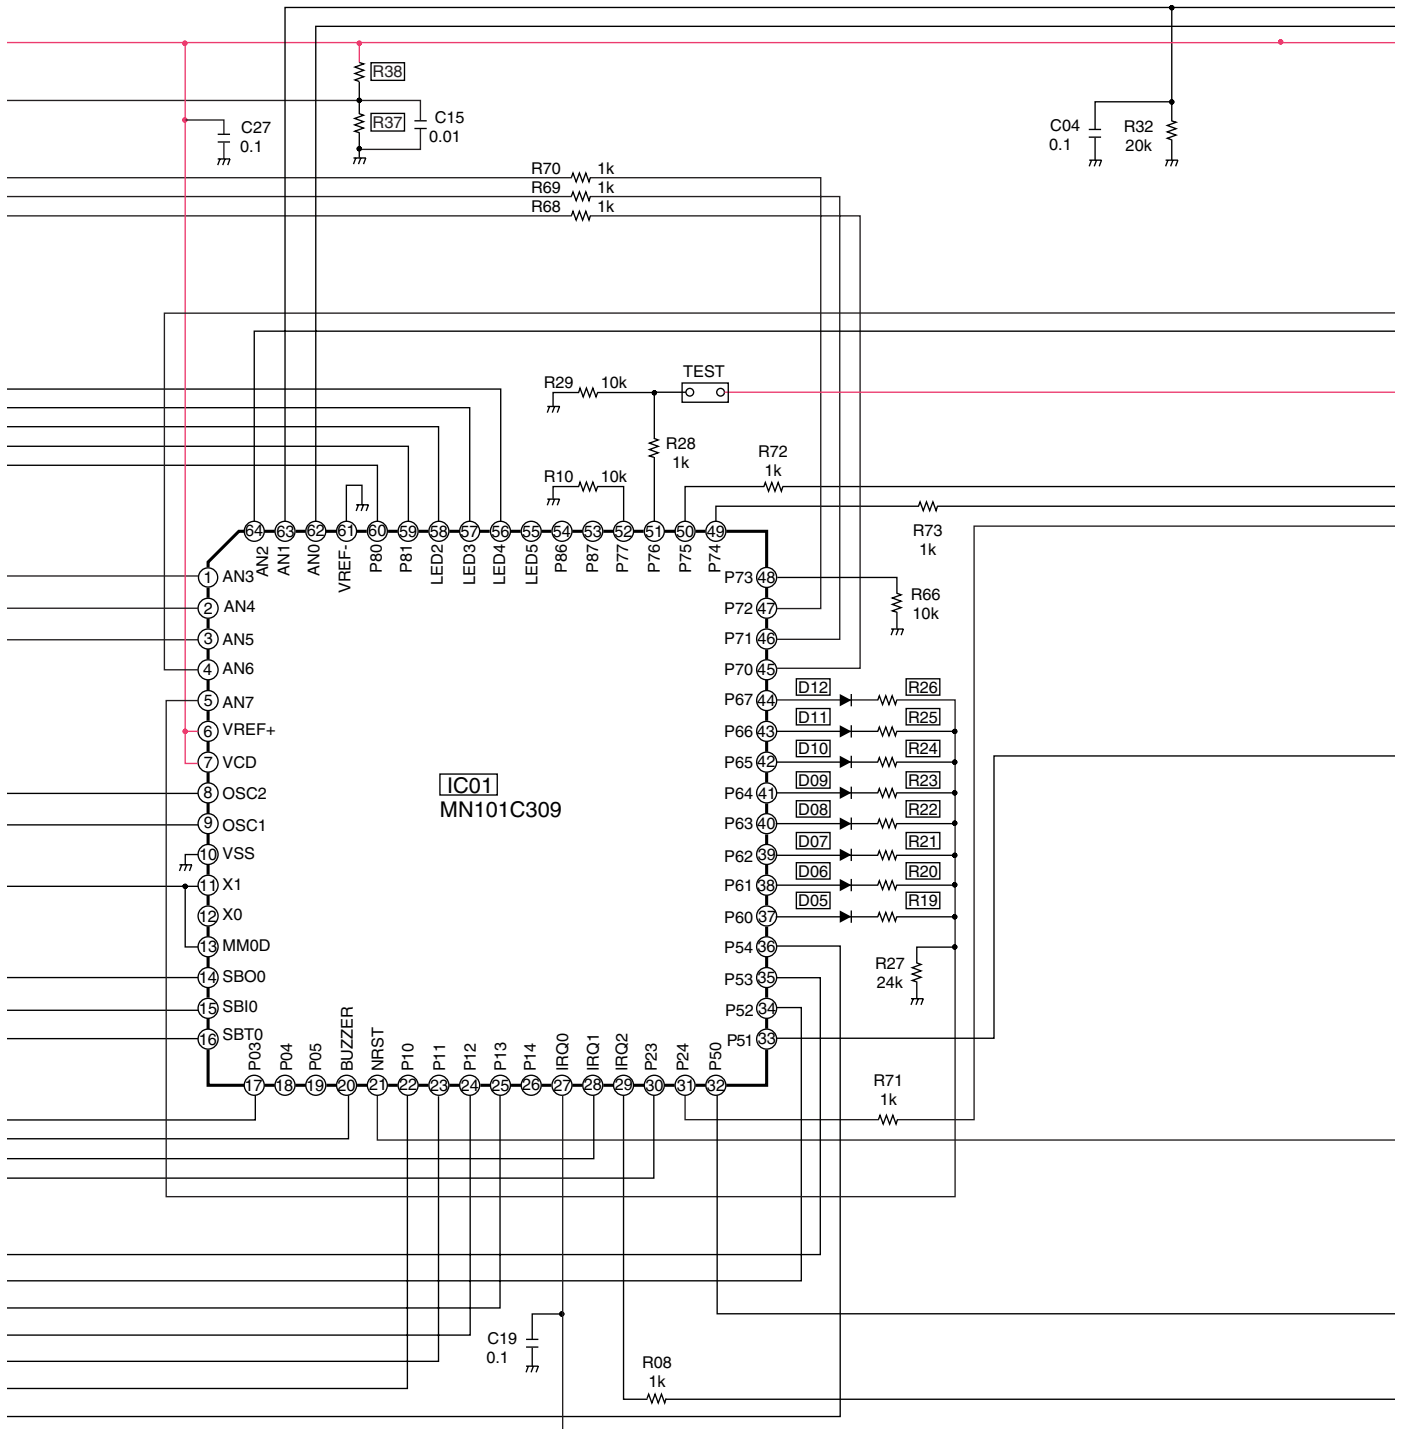 R38
R37
C15
0.01
C27
0.1
C04
0.1
R32
20k
R70 1k
R69 1k
R68 1k
TEST
R29 10k
R28
1k
R10 10k
R72
1k
R73
1k
64 63 62 61 60 59 58 57 56 55 54 53 52 51 50 49
AN2
AN1
AN0
VREF-
P80
P81
LED2
LED3
LED4
LED5
P86
P87
P77
P76
P75
P74
1 AN3
2 AN4
3 AN5
4 AN6
5 AN7
6 VREF+
7 VCD
8 OSC2
9 OSC1
10 VSS
11 X1
12 X0
13 MM0D
14 SBO0
15 SBI0
16 SBT0
IC01
MN101C309
P73 48
P72 47
P71 46
P70 45
P67 44
P66 43
P65 42
P64 41
P63 40
P62 39
P61 38
P60 37
P54 36
P53 35
P52 34
P51 33
R66
10k
D12 R26
D11 R25
D10 R24
D09 R23
D08 R22
D07 R21
D06 R20
D05 R19
R27
24k
P03
P04
P05
BUZZER
NRST
P10
P11
P12
P13
P14
IRQ0
IRQ1
IRQ2
P23
P24
P50
17 18 19 20 21 22 23 24 25 26 27 28 29 30 31 32
R71
1k
C19
0.1
R08
1k